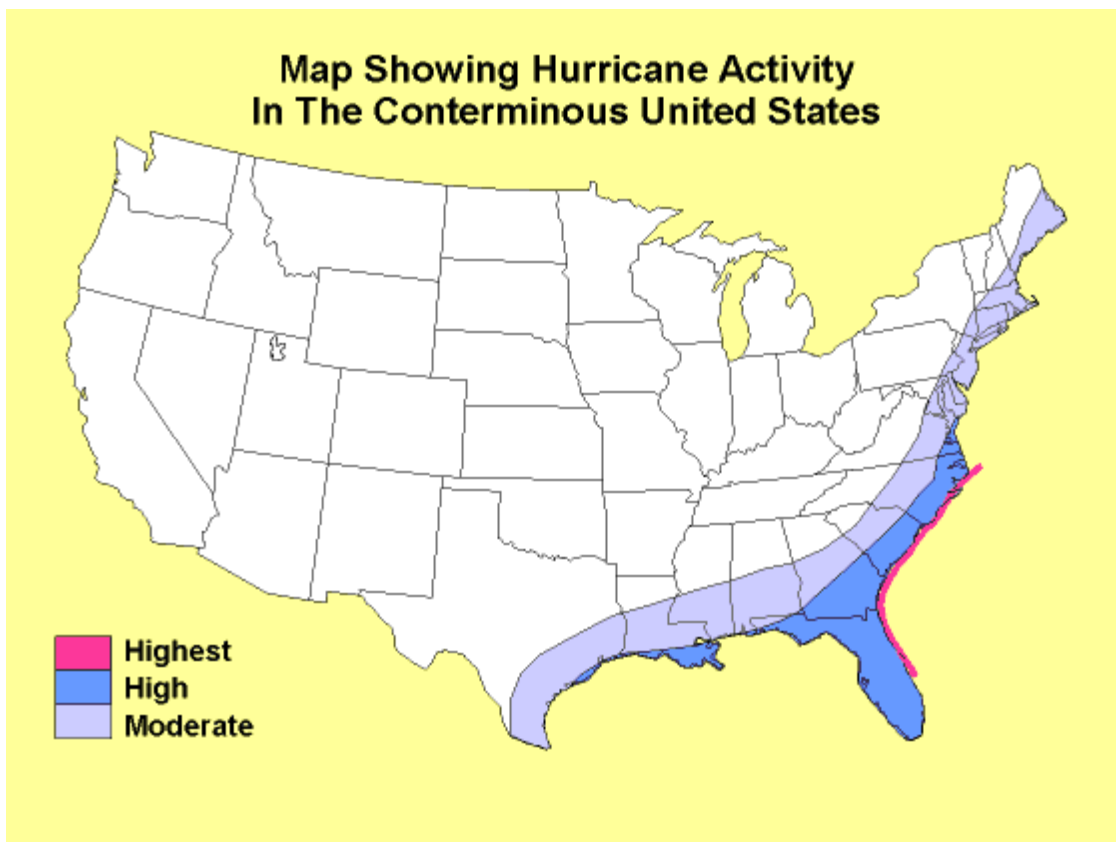 Map Showing Hurricane Activity
In The Conterminous United States
Highest
High
Moderate